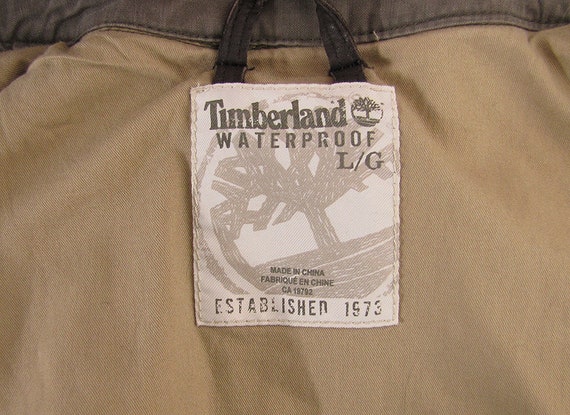 Timberland
WATERPROOF
L/G
MADE IN CHINA
FABRIQUÉ EN CHINE
CA 19792
ESTABLISHED 1973